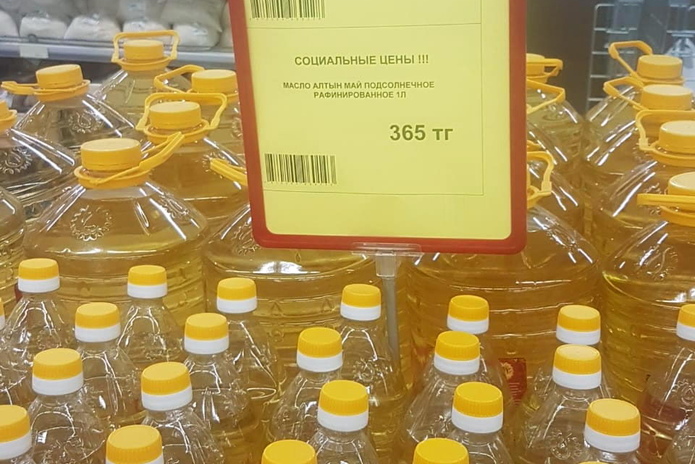 СОЦИАЛЬНЫЕ ЦЕНЫ !!!
МАСЛО АЛТЫН МАЙ ПОДСОЛНЕЧНОЕ
РАФИНИРОВАННОЕ 1Л
365 тг